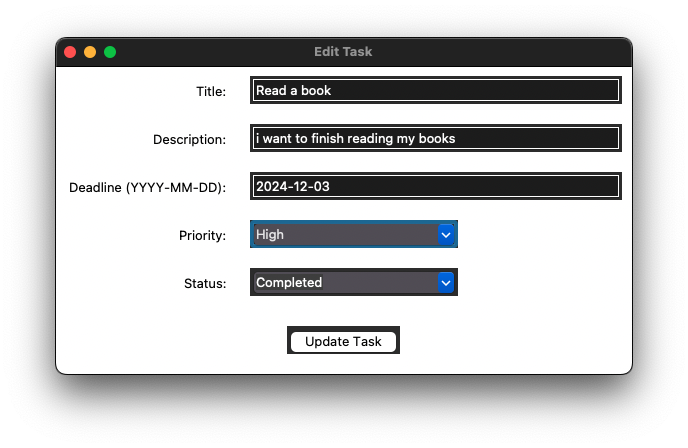 Edit Task
Title: Read a book
Description: i want to finish reading my books
Deadline (YYYY-MM-DD): 2024-12-03
Priority: High
Status: Completed
Update Task